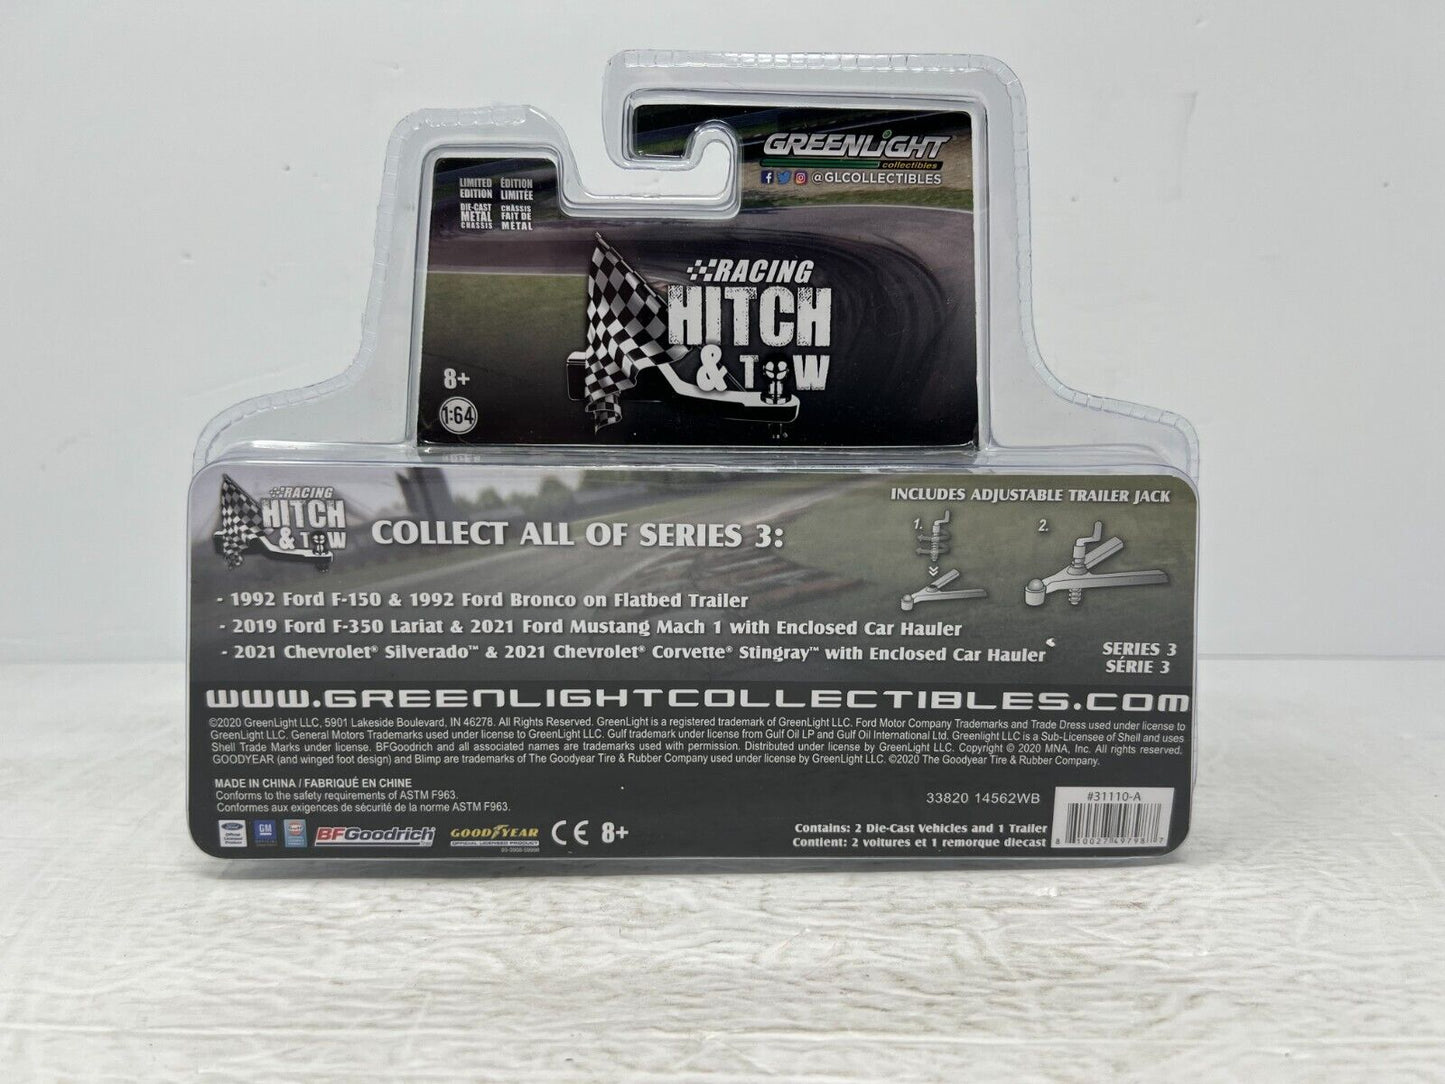 GREENLIGHT
collectibles
@GLCOLLECTIBLES
LIMITED EDITION
ÉDITION LIMITÉE
DIE-CAST METAL CHASSIS
CHÂSSIS FAIT DE MÉTAL
RACING
HITCH
& TOW
8+
1:64
RACING
HITCH
& TOW
COLLECT ALL OF SERIES 3:
INCLUDES ADJUSTABLE TRAILER JACK
1.
2.
- 1992 Ford F-150 & 1992 Ford Bronco on Flatbed Trailer
- 2019 Ford F-350 Lariat & 2021 Ford Mustang Mach 1 with Enclosed Car Hauler
- 2021 Chevrolet® Silverado™ & 2021 Chevrolet® Corvette® Stingray™ with Enclosed Car Hauler
SERIES 3
SÉRIE 3
www.GREENLIGHTCOLLECTIBLES.com
©2020 GreenLight LLC, 5901 Lakeside Boulevard, IN 46278. All Rights Reserved. GreenLight is a registered trademark of GreenLight LLC. Ford Motor Company Trademarks and Trade Dress used under license to
GreenLight LLC. General Motors Trademarks used under license to GreenLight LLC. Gulf trademark under license from Gulf Oil LP and Gulf Oil International Ltd. Greenlight LLC is a Sub-Licensee of Shell and uses
Shell Trade Marks under license. BFGoodrich and all associated names are trademarks used with permission. Distributed under license by GreenLight LLC. Copyright © 2020 MNA, Inc. All rights reserved.
GOODYEAR (and winged foot design) and Blimp are trademarks of The Goodyear Tire & Rubber Company used under license by GreenLight LLC. ©2020 The Goodyear Tire & Rubber Company.
MADE IN CHINA / FABRIQUÉ EN CHINE
Conforms to the safety requirements of ASTM F963.
Conformes aux exigences de sécurité de la norme ASTM F963.
33820 14562WB
#31110-A
8 10027 49798 7
Ford
Official Licensed Product
GM
BFGoodrich
GOODYEAR
OFFICIAL LICENSED PRODUCT
CE 8+
Contains: 2 Die-Cast Vehicles and 1 Trailer
Contient: 2 voitures et 1 remorque diecast